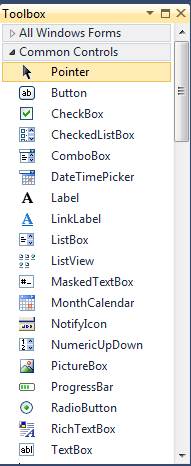 Toolbox
All Windows Forms
Common Controls
Pointer
Button
CheckBox
CheckedListBox
ComboBox
DateTimePicker
Label
LinkLabel
ListBox
ListView
MaskedTextBox
MonthCalendar
NotifyIcon
NumericUpDown
PictureBox
ProgressBar
RadioButton
RichTextBox
TextBox